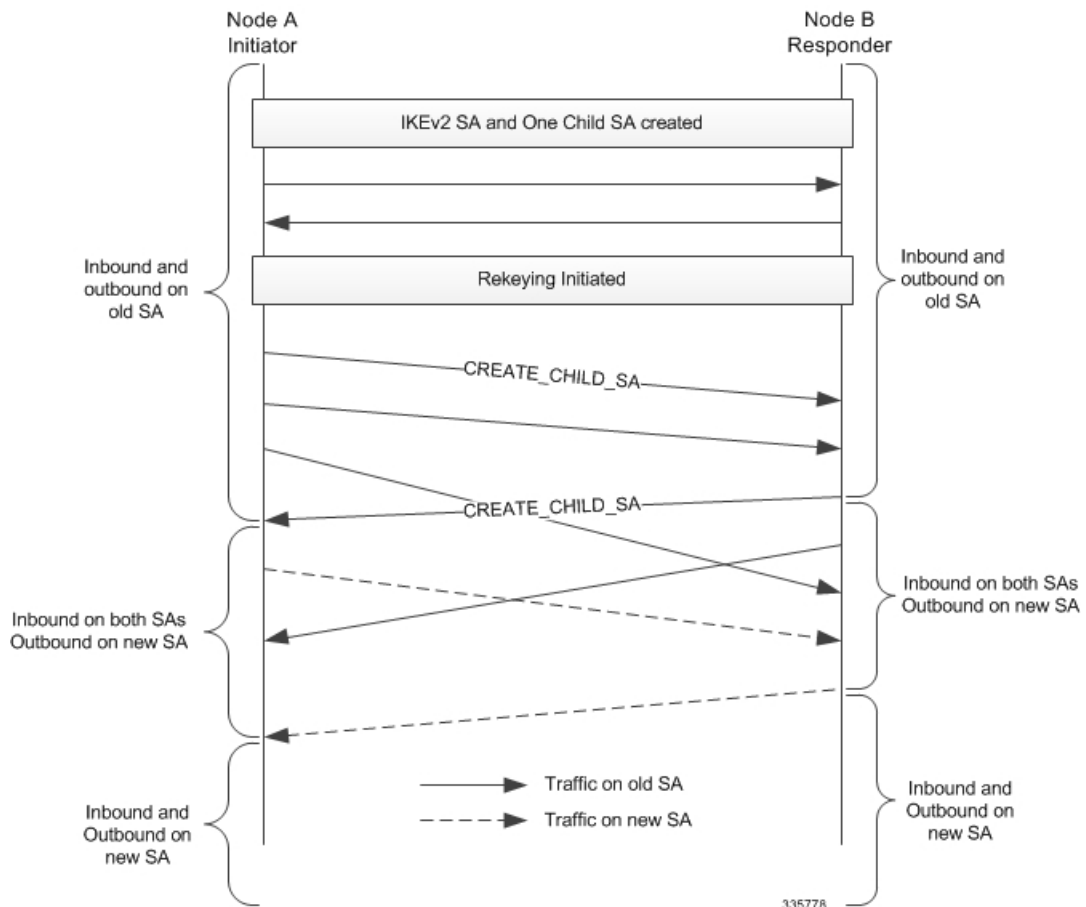 Node A
Initiator
Node B
Responder
IKEv2 SA and One Child SA created
Inbound and
outbound on
old SA
Inbound and
outbound on
old SA
Rekeying Initiated
CREATE_CHILD_SA
CREATE_CHILD_SA
Inbound on both SAs
Outbound on new SA
Inbound on both SAs
Outbound on new SA
Traffic on old SA
Traffic on new SA
Inbound and
Outbound on
new SA
Inbound and
Outbound on
new SA
335778